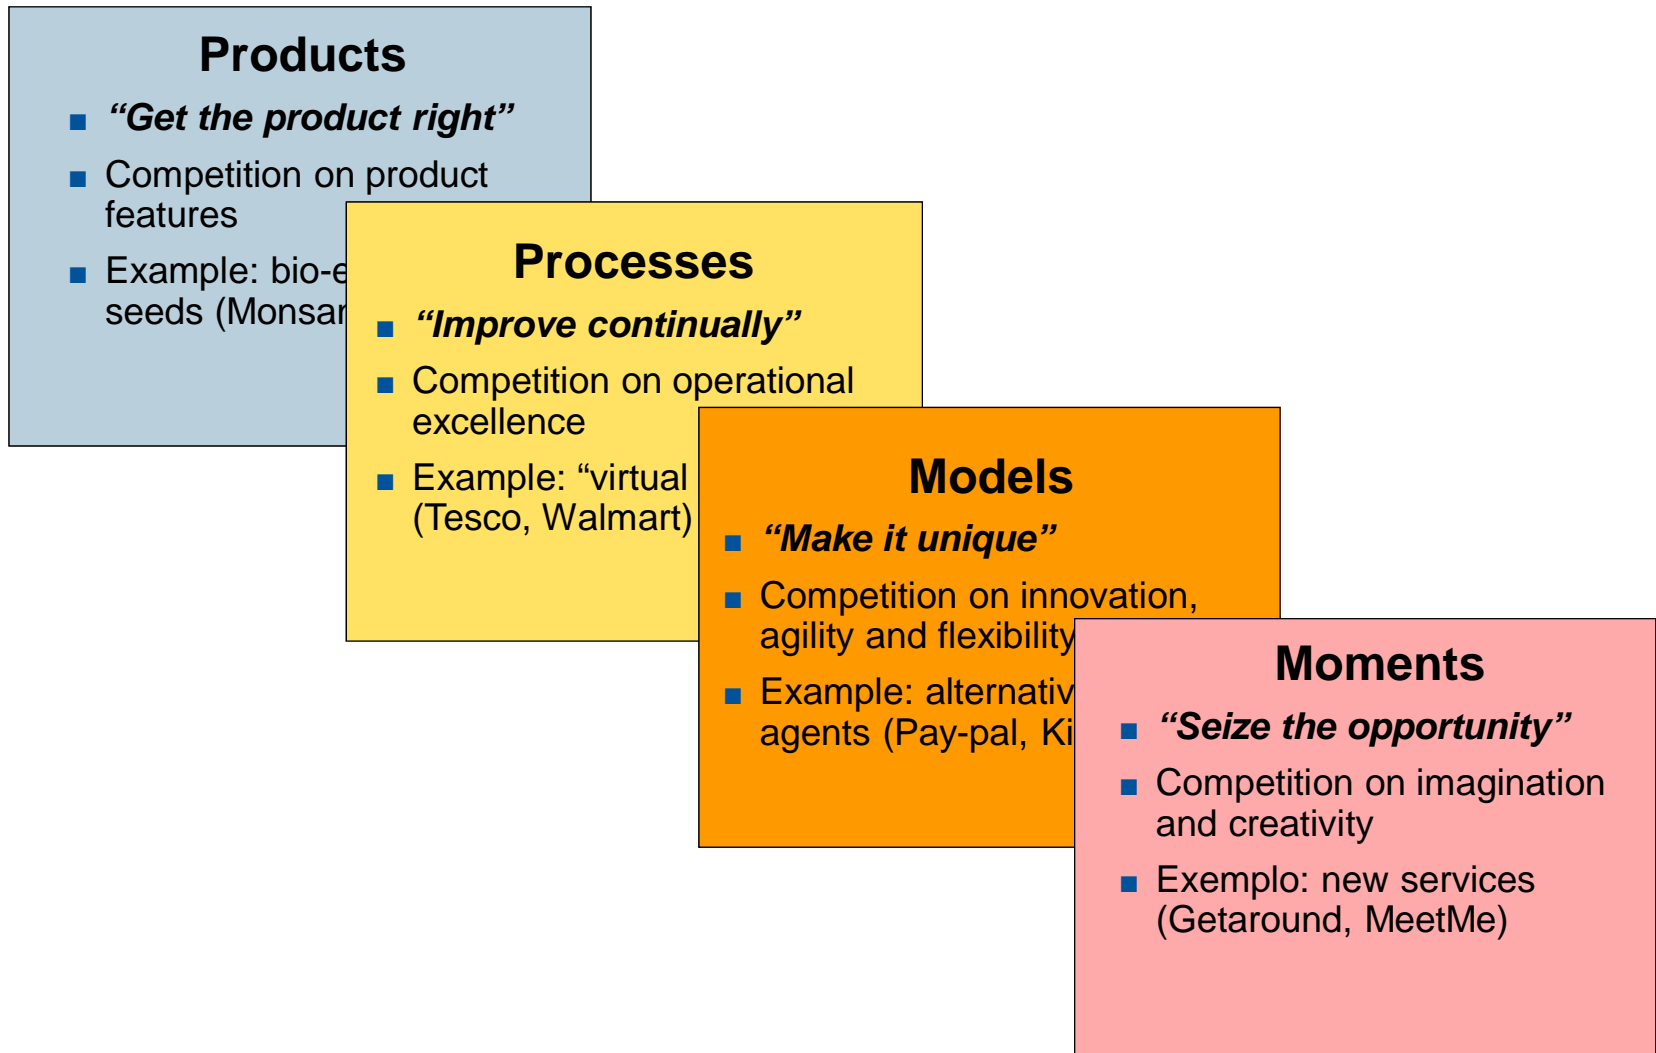 Products
■ “Get the product right”
■ Competition on product
features
■ Example: bio-e
seeds (Monsan
Processes
■ “Improve continually”
■ Competition on operational
excellence
■ Example: “virtual
(Tesco, Walmart)
Models
■ “Make it unique”
■ Competition on innovation,
agility and flexibility
■ Example: alternativ
agents (Pay-pal, Ki
Moments
■ “Seize the opportunity”
■ Competition on imagination
and creativity
■ Exemplo: new services
(Getaround, MeetMe)